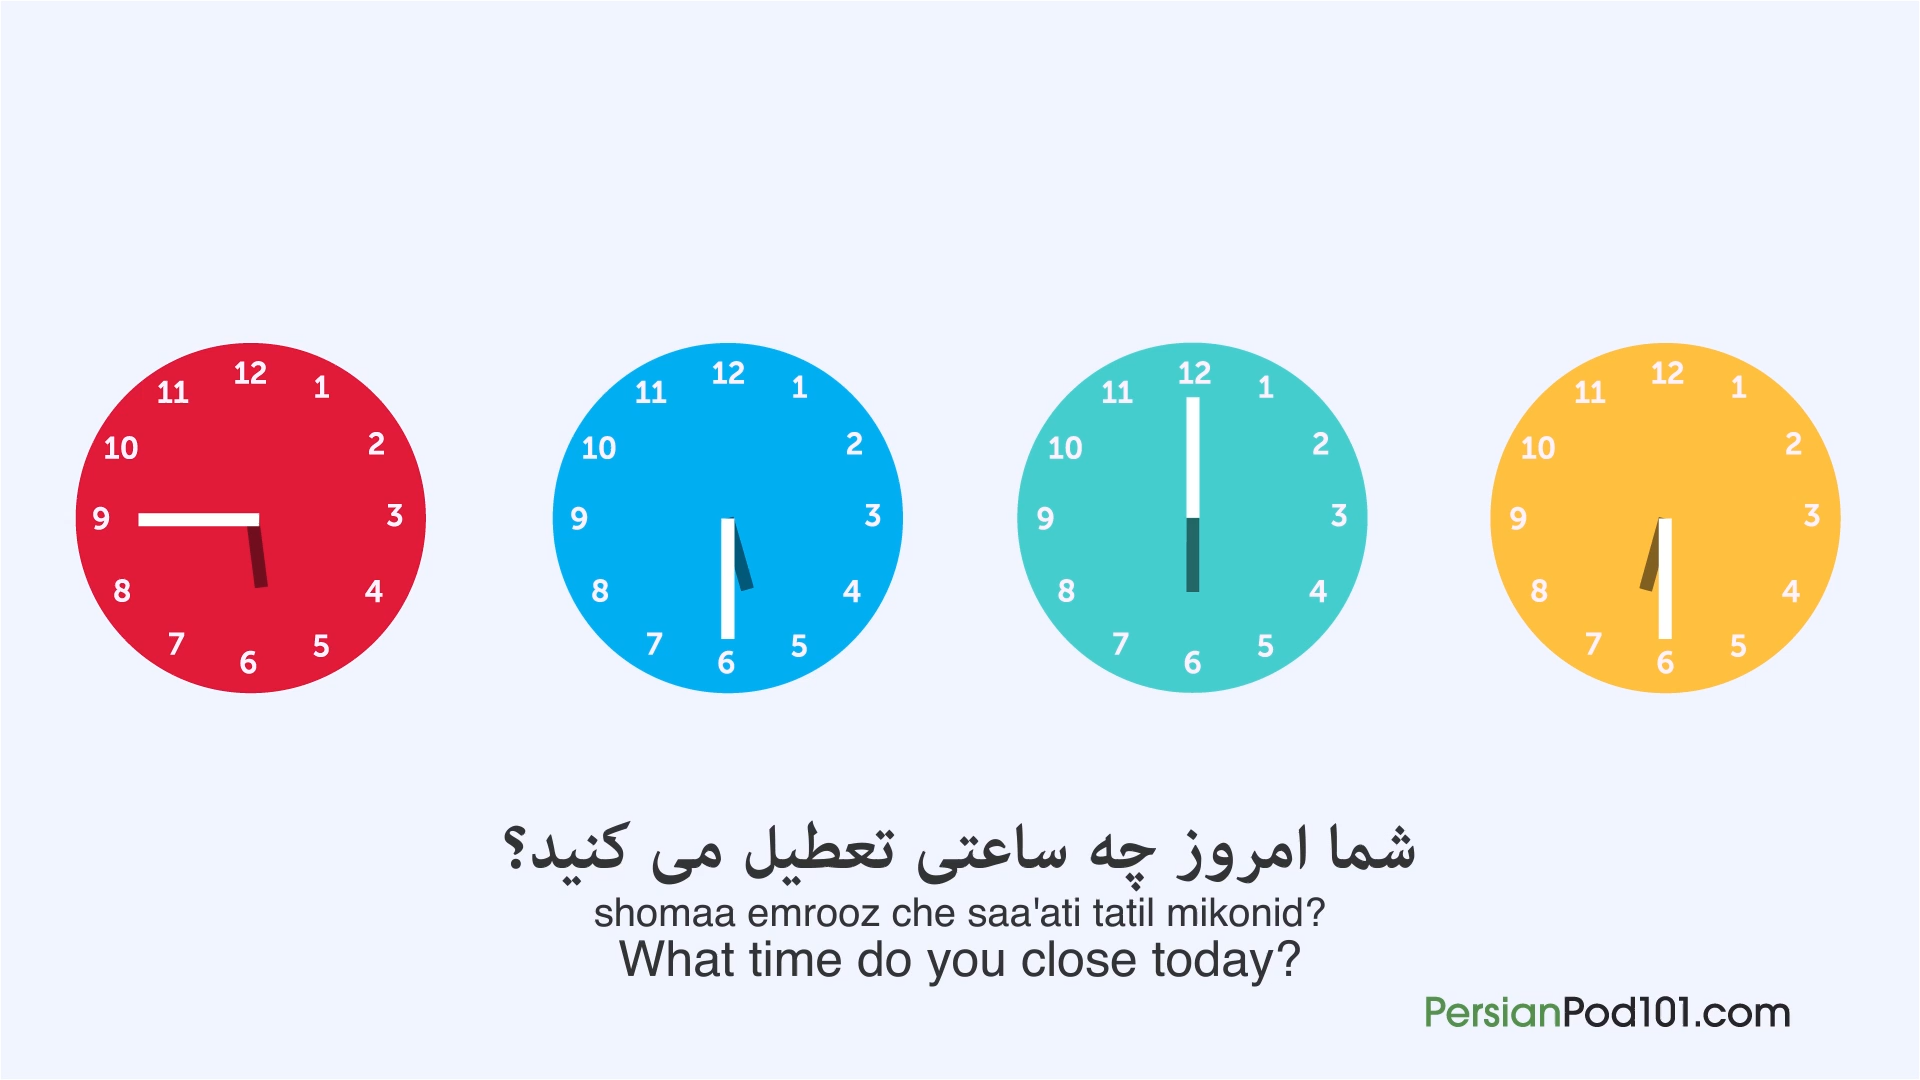 12 12 12 12
11 1 11 1 11 1 11 1
10 2 10 2 10 2 10 2
9 3 9 3 9 3 9 3
8 4 8 4 8 4 8 4
7 5 7 5 7 5 7 5
6 6 6 6
شما امروز چه ساعتی تعطیل می کنید؟
shomaa emrooz che saa'ati tatil mikonid?
What time do you close today?
PersianPod101.com